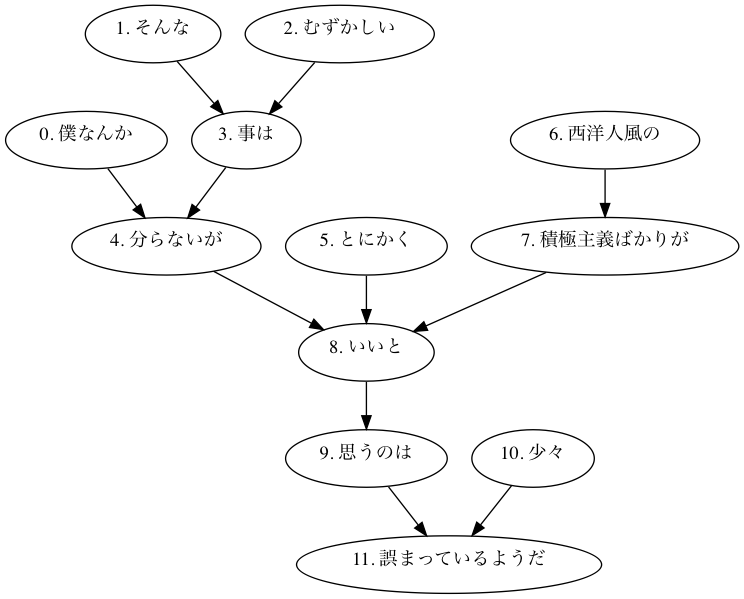 1. そんな
2. むずかしい
0. 僕なんか
3. 事は
6. 西洋人風の
4. 分らないが
5. とにかく
7. 積極主義ばかりが
8. いいと
9. 思うのは
10. 少々
11. 誤まっているようだ